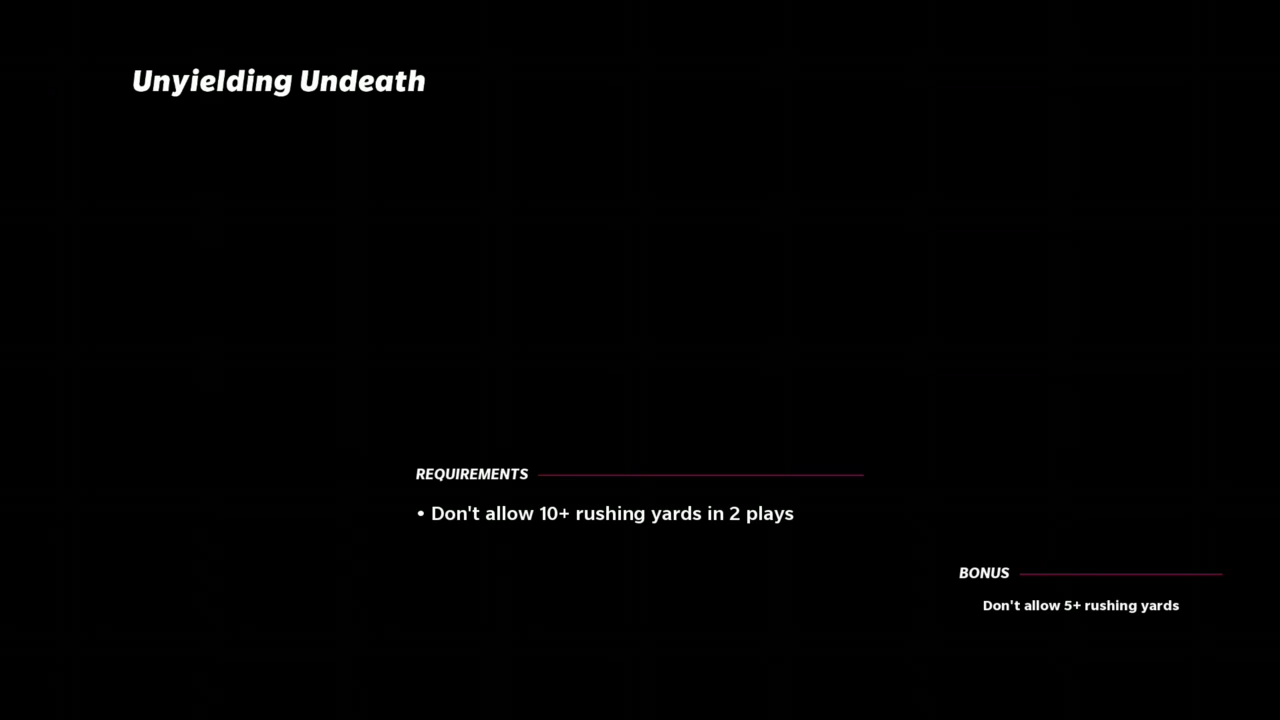 Unyielding Undeath
REQUIREMENTS
• Don't allow 10+ rushing yards in 2 plays
BONUS
Don't allow 5+ rushing yards